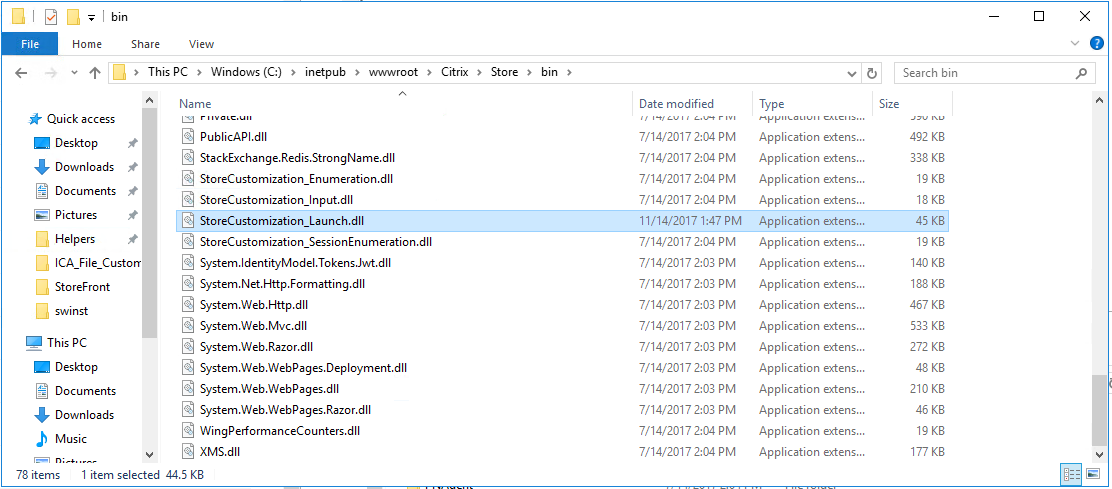 bin
File Home Share View
This PC Windows (C:) inetpub wwwroot Citrix Store bin
Search bin
Quick access
Desktop
Downloads
Documents
Pictures
Helpers
ICA_File_Custom
StoreFront
swinst
This PC
Desktop
Documents
Downloads
Music
Pictures
Name Date modified Type Size
Private.dll 7/14/2017 2:04 PM Application extens... 390 KB
PublicAPI.dll 7/14/2017 2:04 PM Application extens... 492 KB
StackExchange.Redis.StrongName.dll 7/14/2017 2:04 PM Application extens... 338 KB
StoreCustomization_Enumeration.dll 7/14/2017 2:04 PM Application extens... 19 KB
StoreCustomization_Input.dll 7/14/2017 2:04 PM Application extens... 18 KB
StoreCustomization_Launch.dll 11/14/2017 1:47 PM Application extens... 45 KB
StoreCustomization_SessionEnumeration.dll 7/14/2017 2:04 PM Application extens... 19 KB
System.IdentityModel.Tokens.Jwt.dll 7/14/2017 2:03 PM Application extens... 140 KB
System.Net.Http.Formatting.dll 7/14/2017 2:03 PM Application extens... 188 KB
System.Web.Http.dll 7/14/2017 2:03 PM Application extens... 467 KB
System.Web.Mvc.dll 7/14/2017 2:03 PM Application extens... 533 KB
System.Web.Razor.dll 7/14/2017 2:03 PM Application extens... 272 KB
System.Web.WebPages.Deployment.dll 7/14/2017 2:03 PM Application extens... 48 KB
System.Web.WebPages.dll 7/14/2017 2:03 PM Application extens... 210 KB
System.Web.WebPages.Razor.dll 7/14/2017 2:03 PM Application extens... 46 KB
WingPerformanceCounters.dll 7/14/2017 2:04 PM Application extens... 19 KB
XMS.dll 7/14/2017 2:04 PM Application extens... 177 KB
78 items 1 item selected 44.5 KB